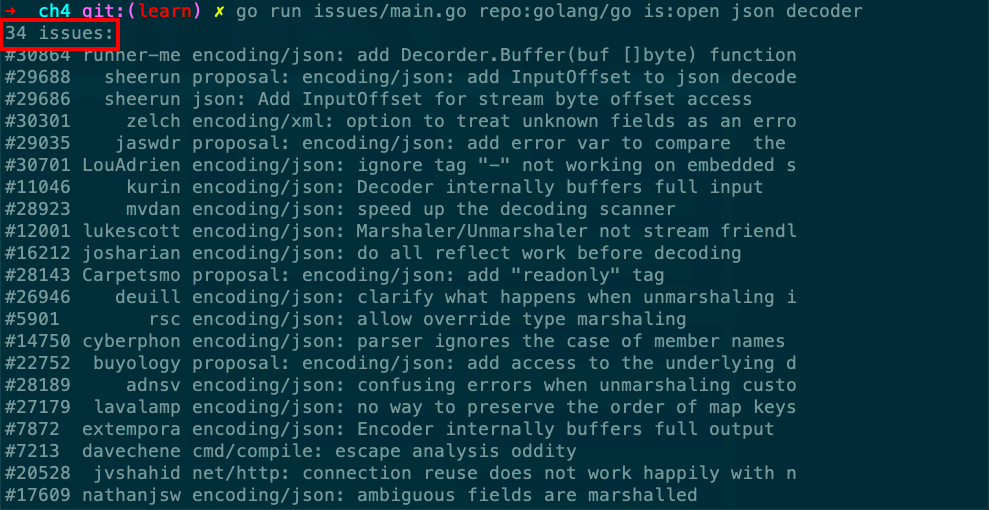 ➜ ch4 git:(learn) ✗ go run issues/main.go repo:golang/go is:open json decoder
34 issues:
#30864 runner-me encoding/json: add Decorder.Buffer(buf []byte) function
#29688   sheerun proposal: encoding/json: add InputOffset to json decode
#29686   sheerun json: Add InputOffset for stream byte offset access
#30301     zelch encoding/xml: option to treat unknown fields as an erro
#29035    jaswdr proposal: encoding/json: add error var to compare  the
#30701 LouAdrien encoding/json: ignore tag "-" not working on embedded s
#11046     kurin encoding/json: Decoder internally buffers full input
#28923     mvdan encoding/json: speed up the decoding scanner
#12001 lukescott encoding/json: Marshaler/Unmarshaler not stream friendl
#16212 josharian encoding/json: do all reflect work before decoding
#28143 Carpetsmo proposal: encoding/json: add "readonly" tag
#26946    deuill encoding/json: clarify what happens when unmarshaling i
#5901        rsc encoding/json: allow override type marshaling
#14750 cyberphon encoding/json: parser ignores the case of member names
#22752  buyology proposal: encoding/json: add access to the underlying d
#28189     adnsv encoding/json: confusing errors when unmarshaling custo
#27179  lavalamp encoding/json: no way to preserve the order of map keys
#7872  extempora encoding/json: Encoder internally buffers full output
#7213  davechene cmd/compile: escape analysis oddity
#20528  jvshahid net/http: connection reuse does not work happily with n
#17609 nathanjsw encoding/json: ambiguous fields are marshalled